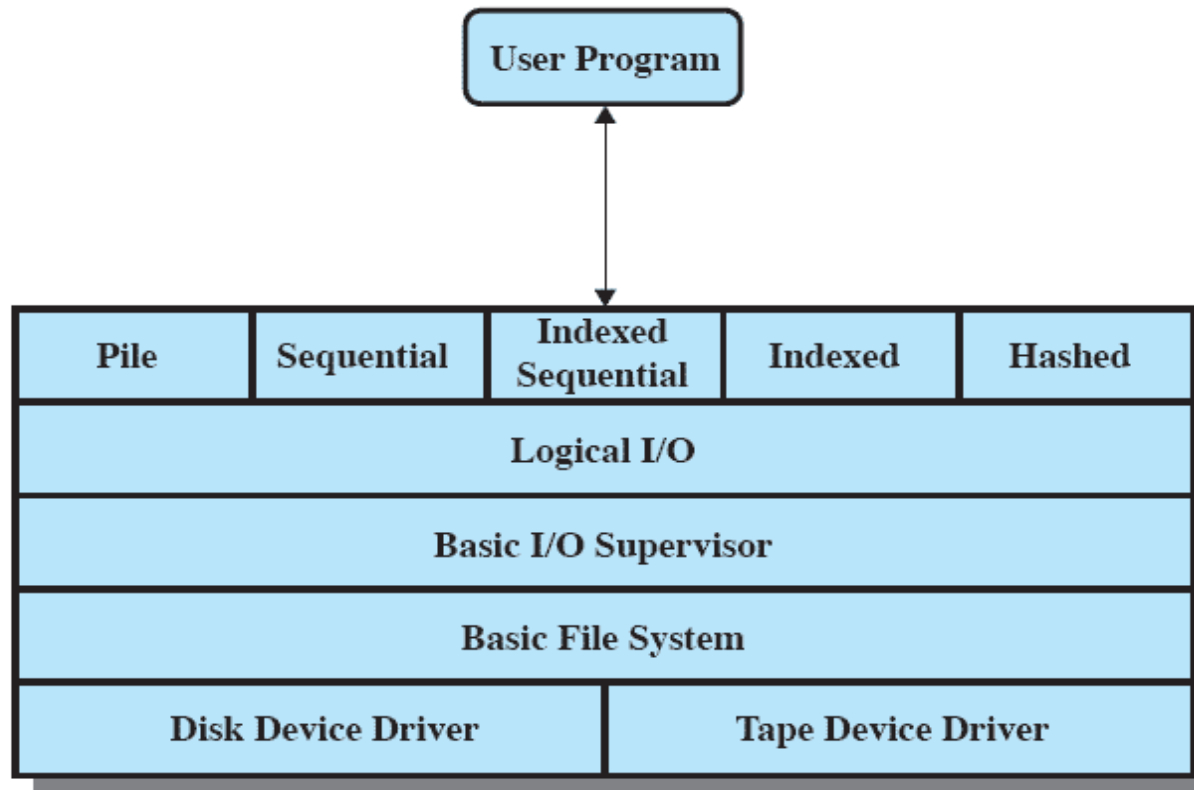 User Program
Pile
Sequential
Indexed
Sequential
Indexed
Hashed
Logical I/O
Basic I/O Supervisor
Basic File System
Disk Device Driver
Tape Device Driver